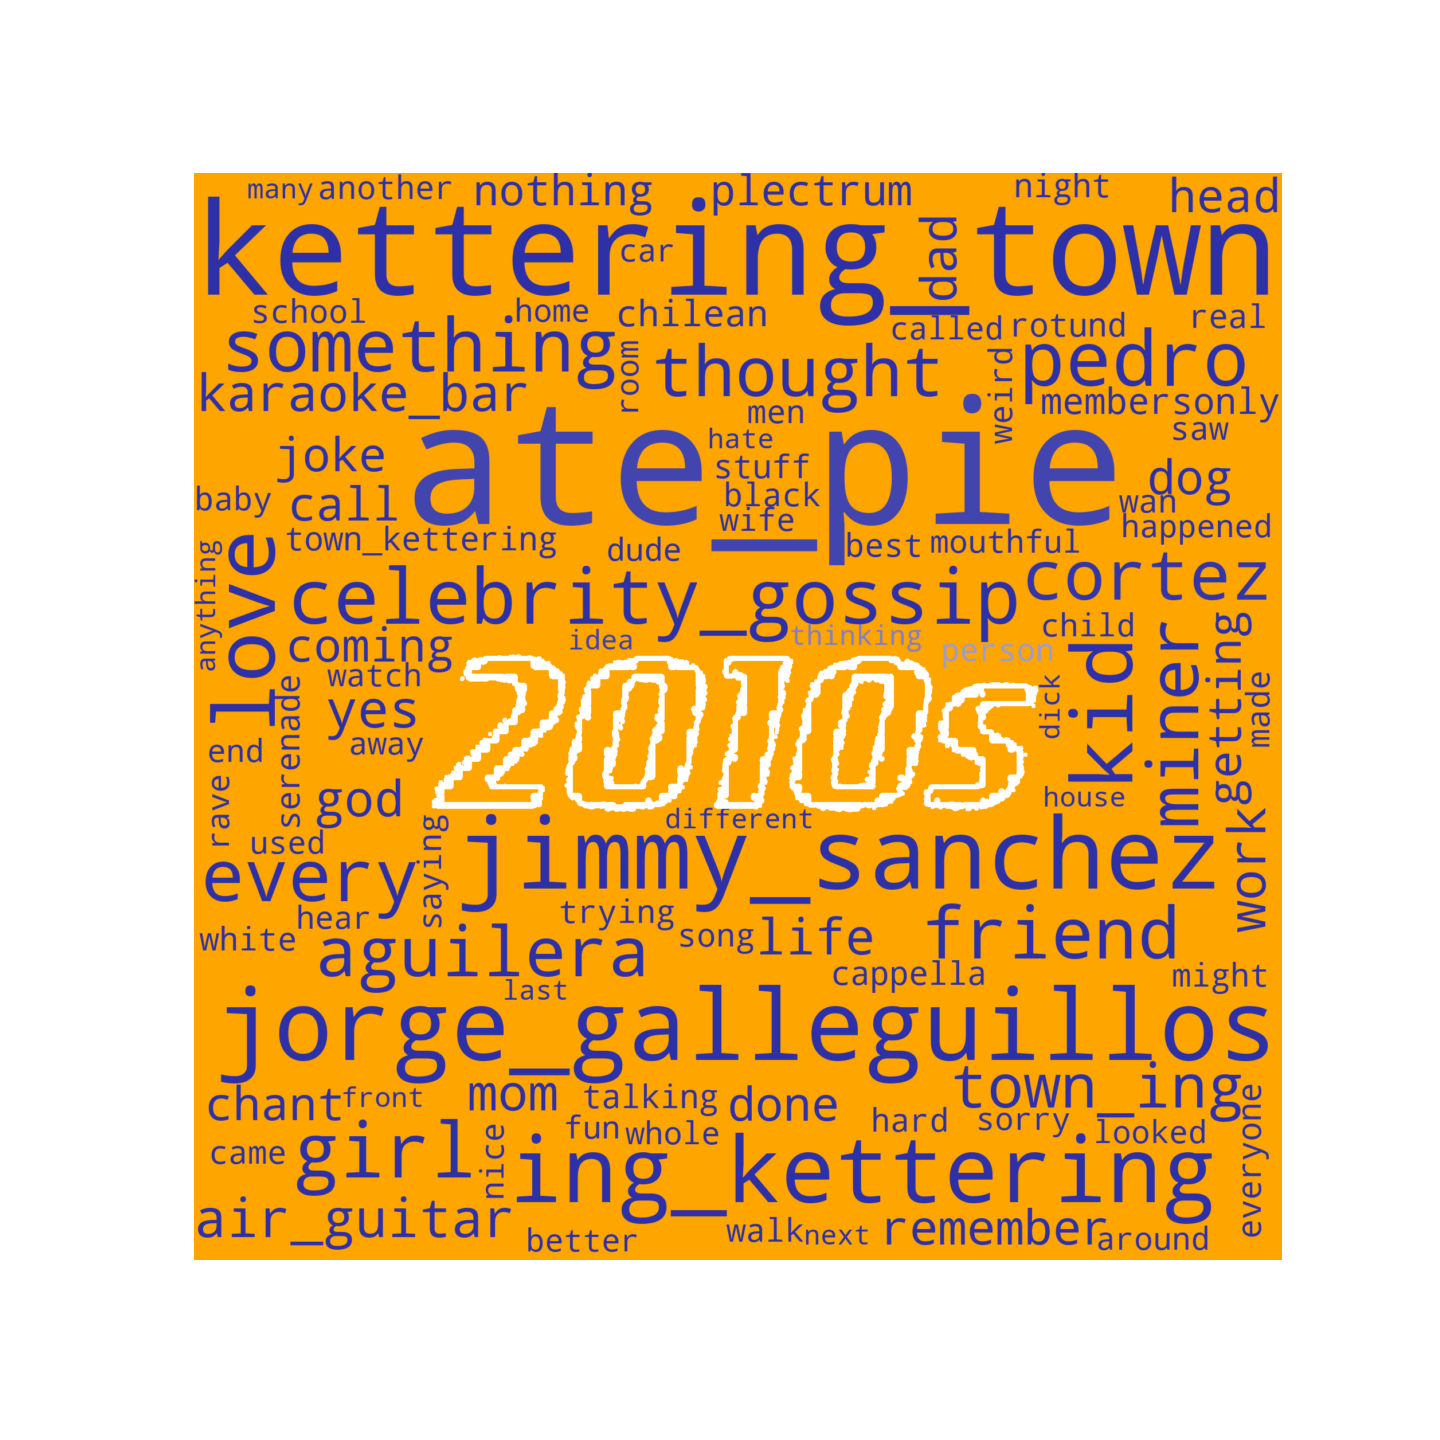 many another nothing plectrum night head
kettering_town
car
dad
school home chilean called rotund real
something room thought weird pedro
karaoke_bar men membersonly
joke ate_pie hate saw
stuff dog
baby call black wan
wife happened
town_kettering dude best mouthful
anything love celebrity_gossip cortez
coming idea thinking person child
watch 2010s kid miner getting
serenade yes dick made
end away
rave god house
used different work
every saying jimmy_sanchez
hear trying
white aguilera song life friend
last cappella might
jorge_galleguillos
chant front mom talking done town_ing
hard sorry everyone
came girl nice fun whole looked
ing_kettering
air_guitar better walk next remember around